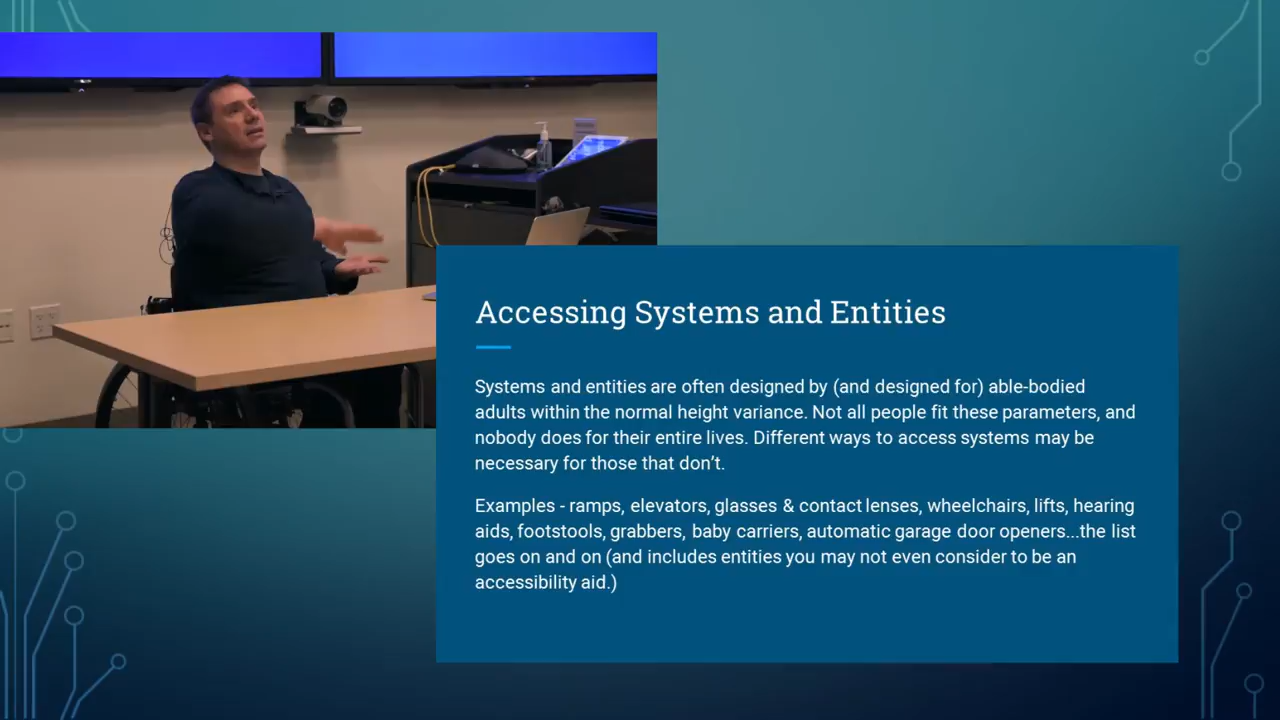 Accessing Systems and Entities
Systems and entities are often designed by (and designed for) able-bodied
adults within the normal height variance. Not all people fit these parameters, and
nobody does for their entire lives. Different ways to access systems may be
necessary for those that don’t.
Examples - ramps, elevators, glasses & contact lenses, wheelchairs, lifts, hearing
aids, footstools, grabbers, baby carriers, automatic garage door openers...the list
goes on and on (and includes entities you may not even consider to be an
accessibility aid.)